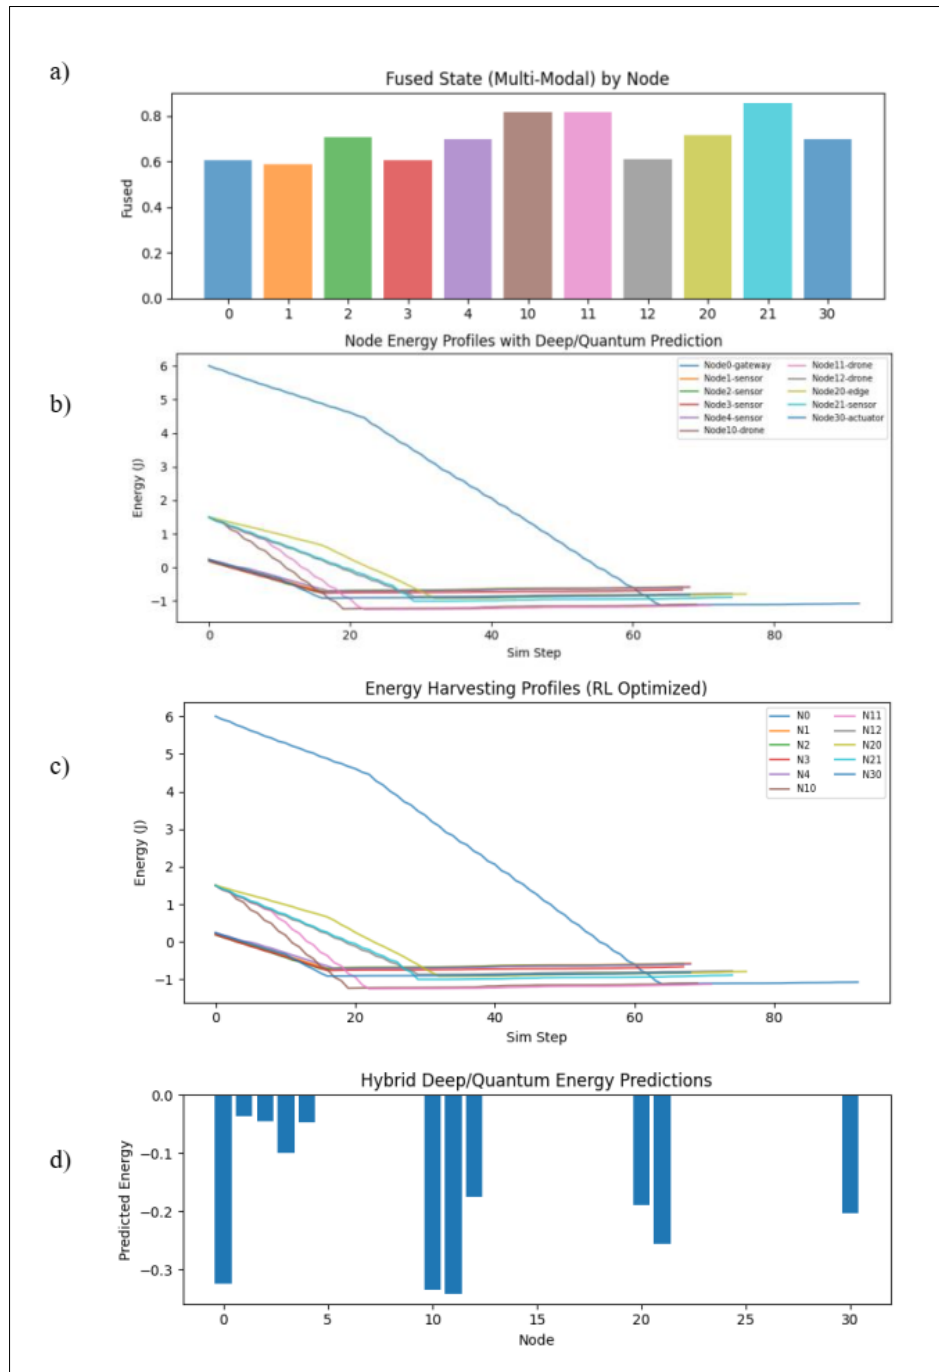 a)
Fused State (Multi-Modal) by Node
Fused
0.8
0.6
0.4
0.2
0.0
0 1 2 3 4 10 11 12 20 21 30
b)
Node Energy Profiles with Deep/Quantum Prediction
Energy (J)
6
5
4
3
2
1
0
−1
Node0-gateway Node11-drone
Node1-sensor Node12-drone
Node2-sensor Node20-edge
Node3-sensor Node21-sensor
Node4-sensor Node30-actuator
Node10-drone
0 20 40 60 80
Sim Step
c)
Energy Harvesting Profiles (RL Optimized)
Energy (J)
6
5
4
3
2
1
0
−1
N0 N11
N1 N12
N2 N20
N3 N21
N4 N30
N10
0 20 40 60 80
Sim Step
d)
Hybrid Deep/Quantum Energy Predictions
Predicted Energy
0.0
−0.1
−0.2
−0.3
0 5 10 15 20 25 30
Node